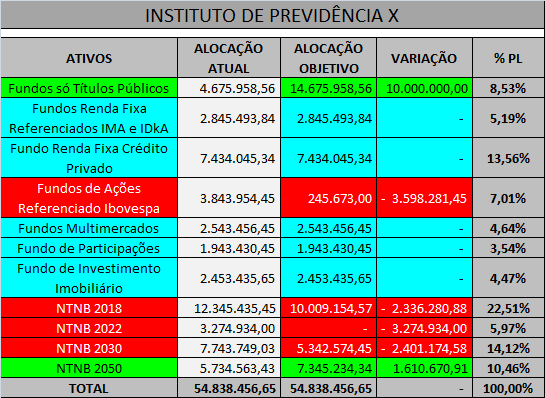 INSTITUTO DE PREVIDÊNCIA X
ATIVOS ALOCAÇÃO ATUAL ALOCAÇÃO OBJETIVO VARIAÇÃO % PL
Fundos só Títulos Públicos 4.675.958,56 14.675.958,56 10.000.000,00 8,53%
Fundos Renda Fixa Referenciados IMA e IDkA 2.845.493,84 2.845.493,84 - 5,19%
Fundo Renda Fixa Crédito Privado 7.434.045,34 7.434.045,34 - 13,56%
Fundos de Ações Referenciado Ibovespa 3.843.954,45 245.673,00 - 3.598.281,45 7,01%
Fundos Multimercados 2.543.456,45 2.543.456,45 - 4,64%
Fundo de Participações 1.943.430,45 1.943.430,45 - 3,54%
Fundo de Investimento Imobiliário 2.453.435,65 2.453.435,65 - 4,47%
NTNB 2018 12.345.435,45 10.009.154,57 - 2.336.280,88 22,51%
NTNB 2022 3.274.934,00 - - 3.274.934,00 5,97%
NTNB 2030 7.743.749,03 5.342.574,45 - 2.401.174,58 14,12%
NTNB 2050 5.734.563,43 7.345.234,34 1.610.670,91 10,46%
TOTAL 54.838.456,65 54.838.456,65 - 100,00%